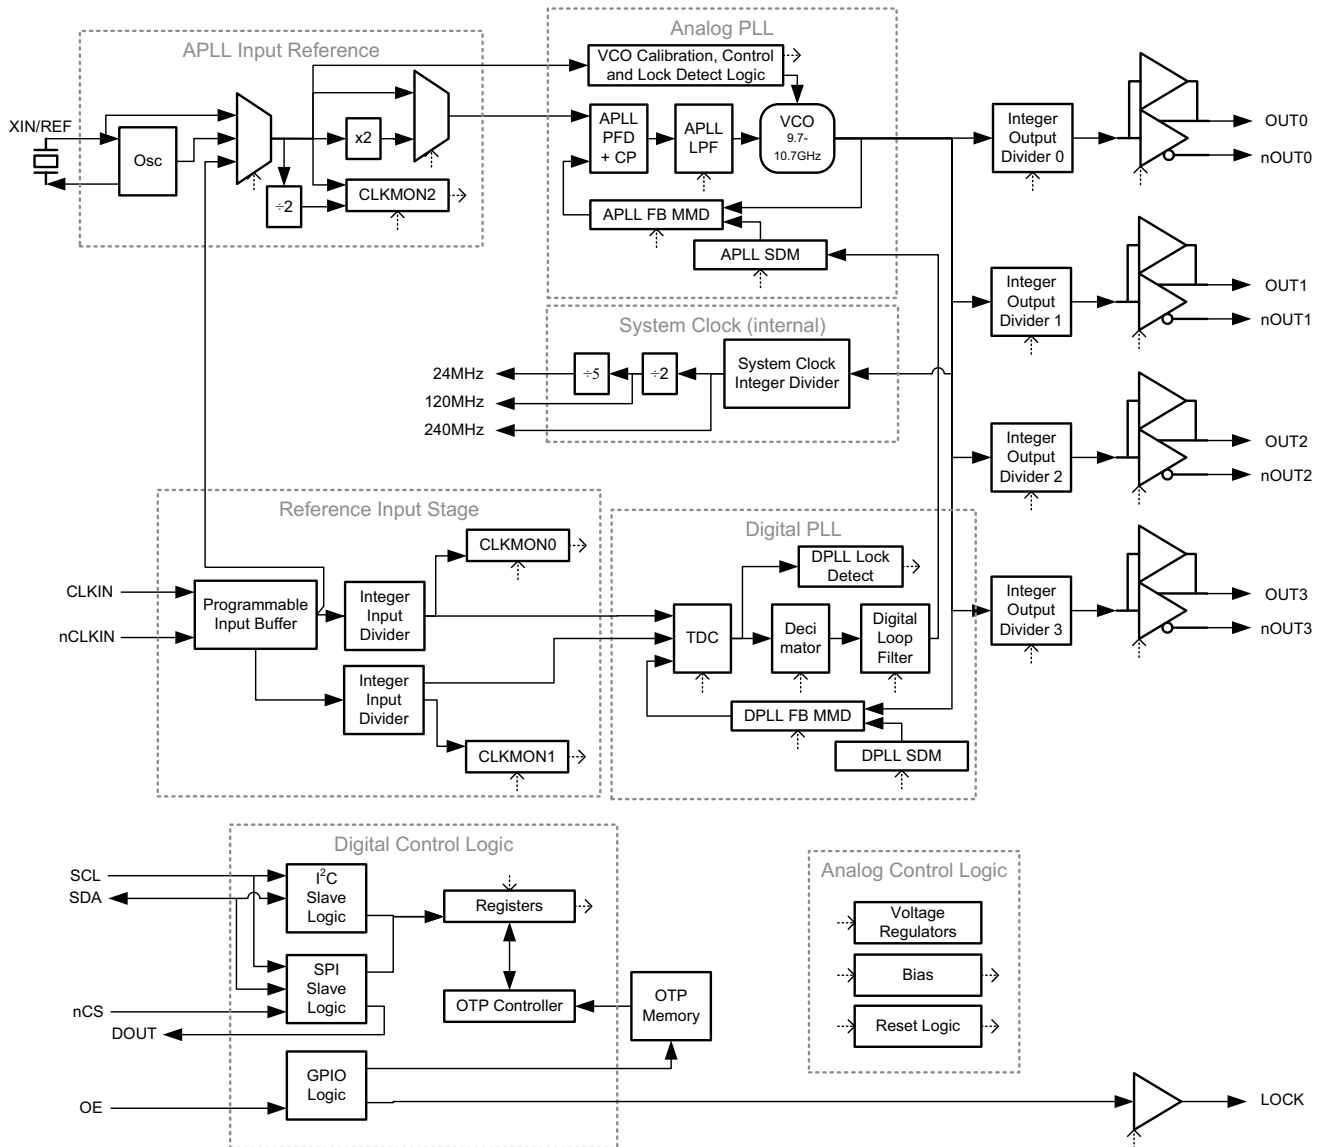 APLL Input Reference
XIN/REF
Osc
x2
÷2
CLKMON2
Analog PLL
VCO Calibration, Control
and Lock Detect Logic
APLL
PFD
+ CP
APLL
LPF
VCO
9.7-
10.7GHz
APLL FB MMD
APLL SDM
Integer
Output
Divider 0
OUT0
nOUT0
Integer
Output
Divider 1
OUT1
nOUT1
System Clock (internal)
24MHz
120MHz
240MHz
÷5
÷2
System Clock
Integer Divider
Integer
Output
Divider 2
OUT2
nOUT2
Reference Input Stage
CLKIN
nCLKIN
Programmable
Input Buffer
Integer
Input
Divider
Integer
Input
Divider
CLKMON0
CLKMON1
Digital PLL
DPLL Lock
Detect
TDC
Deci
mator
Digital
Loop
Filter
DPLL FB MMD
DPLL SDM
Integer
Output
Divider 3
OUT3
nOUT3
Digital Control Logic
SCL
SDA
I2C
Slave
Logic
Registers
SPI
Slave
Logic
nCS
DOUT
OTP Controller
OTP
Memory
GPIO
Logic
OE
Analog Control Logic
Voltage
Regulators
Bias
Reset Logic
LOCK